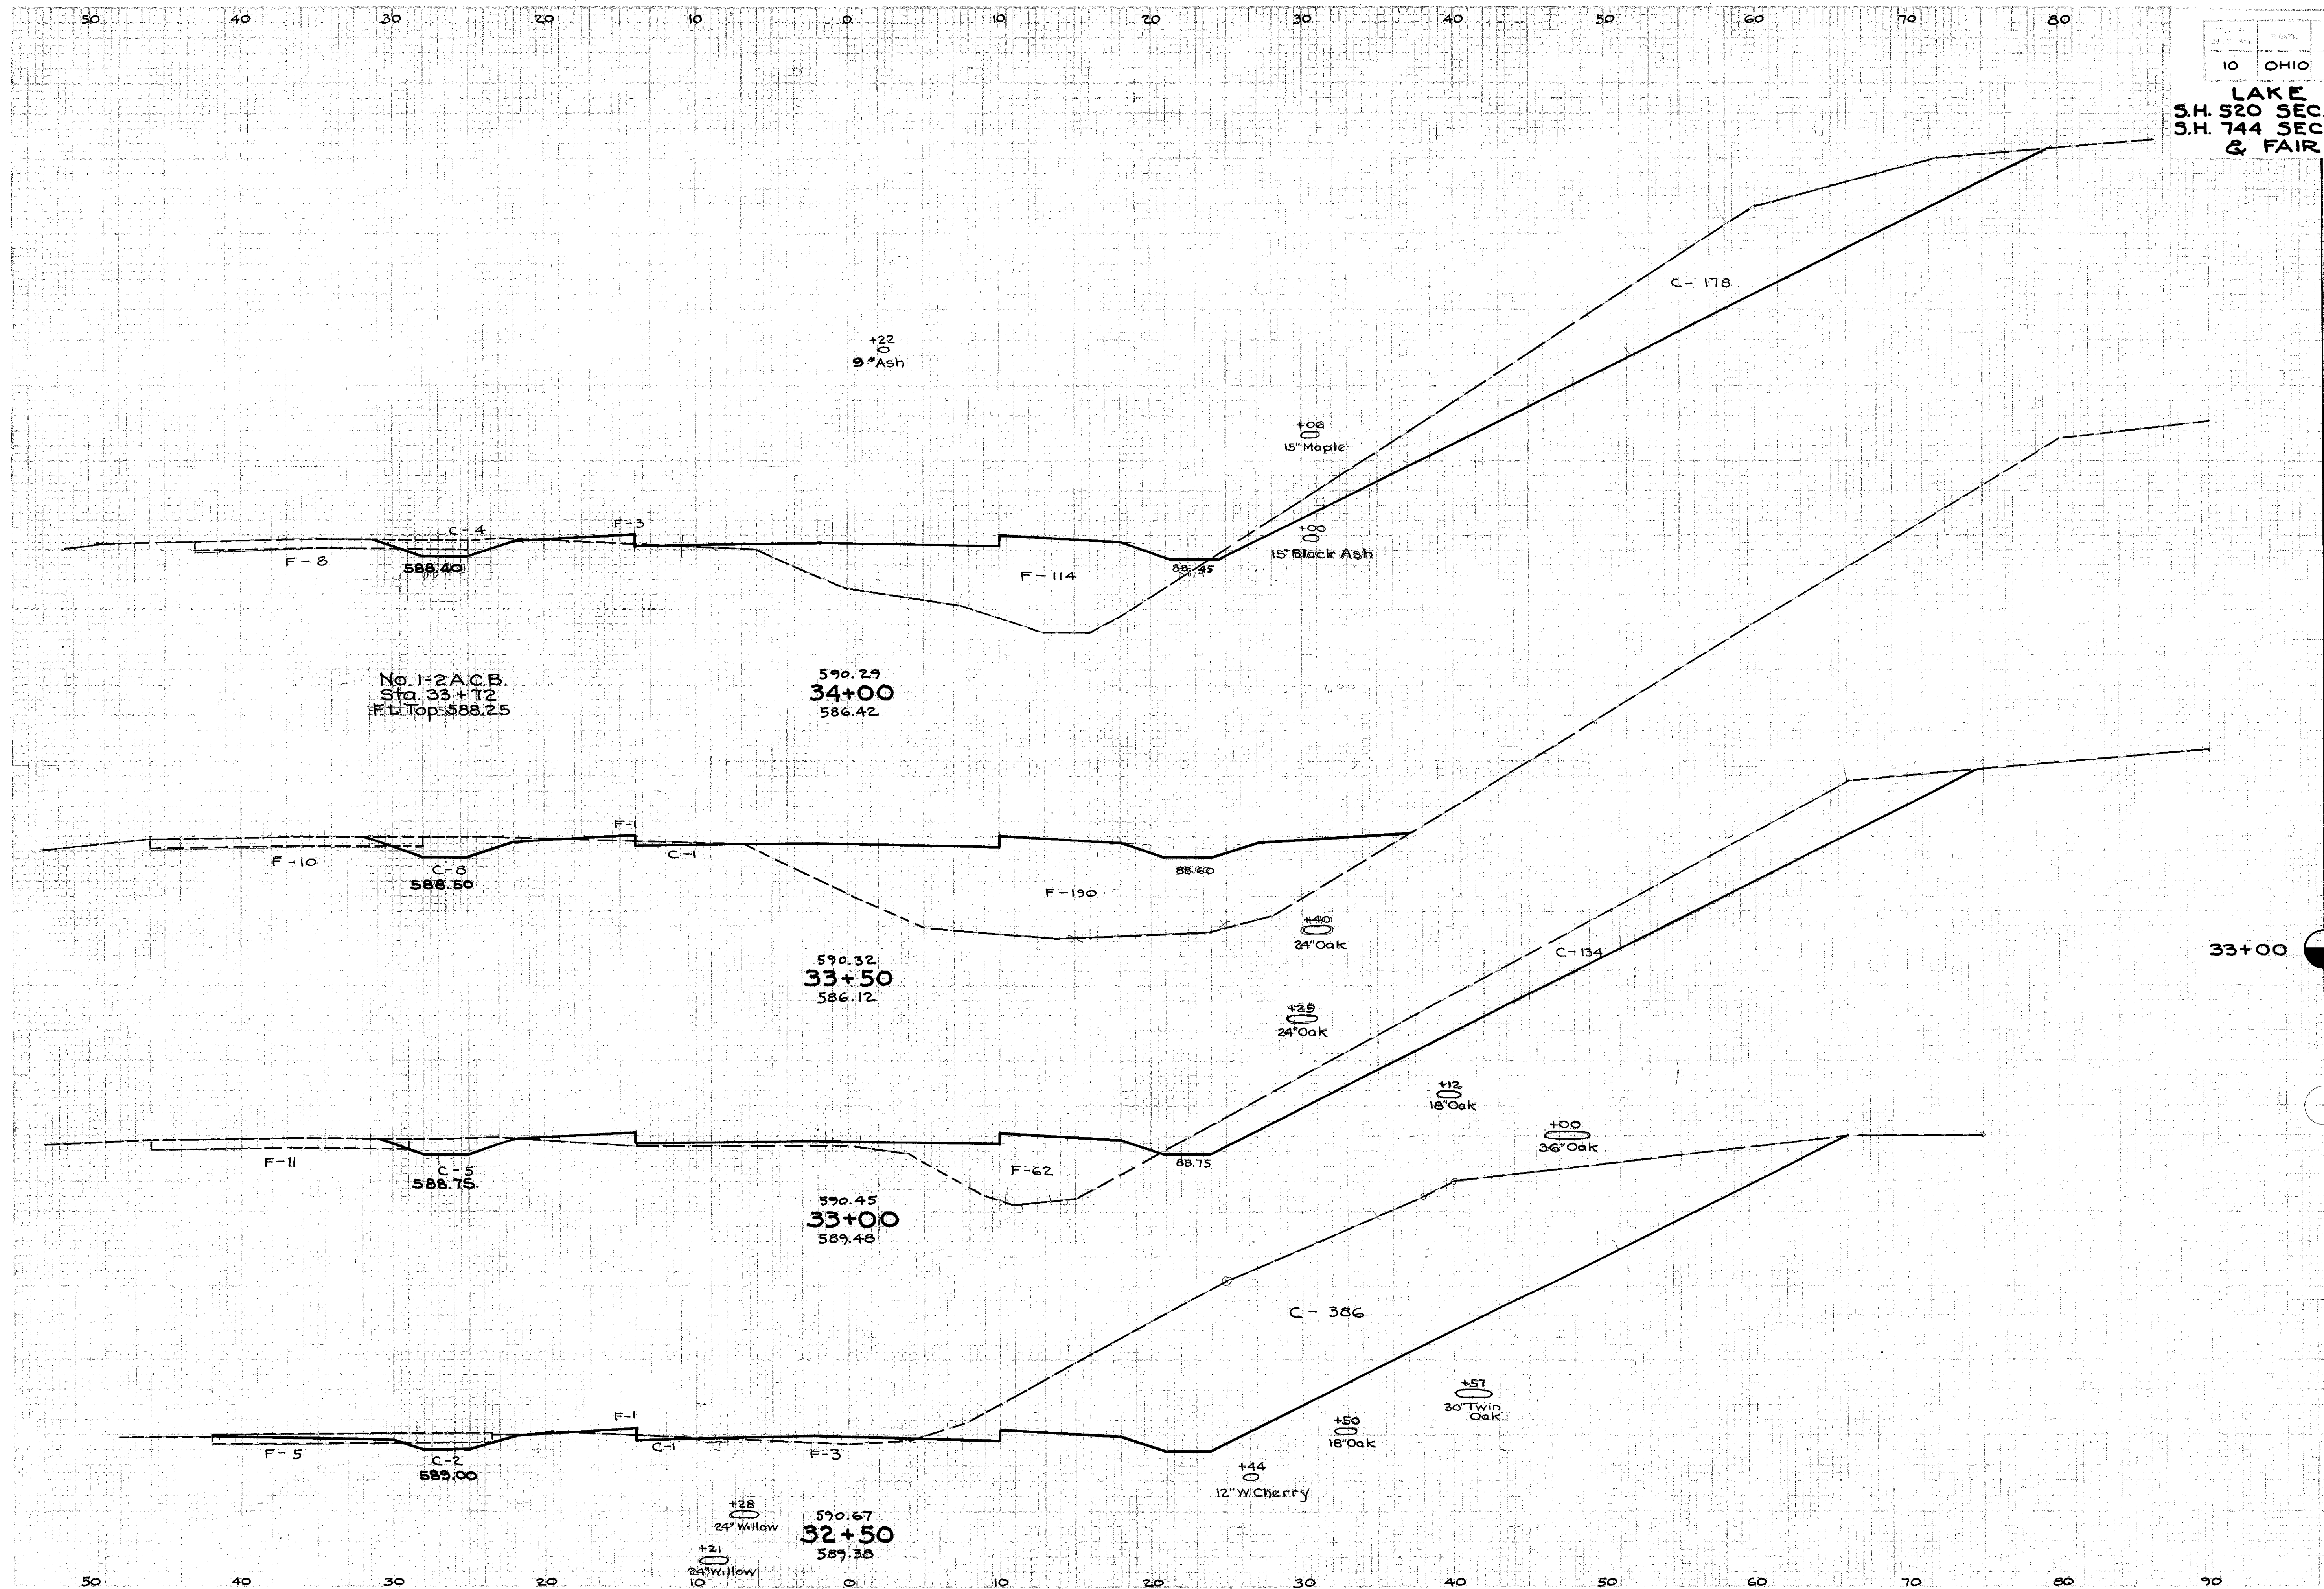 50 40 30 20 10 0 10 20 30 40 50 60 70 80
10 OHIO
LAKE
S.H. 520 SEC.
S.H. 744 SEC
& FAIR
C- 178
+22
9"Ash
+06
15"Maple
C-4
F-3
+00
15"Black Ash
F-8
588.40
F-114
No. 1-2 A.C.B.
Sta. 33+72
F.L. Top 588.25
590.29
34+00
586.42
F-1
C-1
F-10
C-8
588.50
88.60
F-190
+40
24"Oak
C-134
590.32
33+50
586.12
33+00
+25
24"Oak
+12
18"Oak
+00
36"Oak
F-11
C-5
588.75
F-62
88.75
590.45
33+00
589.48
C- 386
+57
30"Twin
Oak
F-1
C-1
F-3
+50
18"Oak
F-5
C-2
589.00
+44
12"W.Cherry
+28
24"Willow
590.67
32+50
589.38
+21
24"Willow
50 40 30 20 10 0 10 20 30 40 50 60 70 80 90